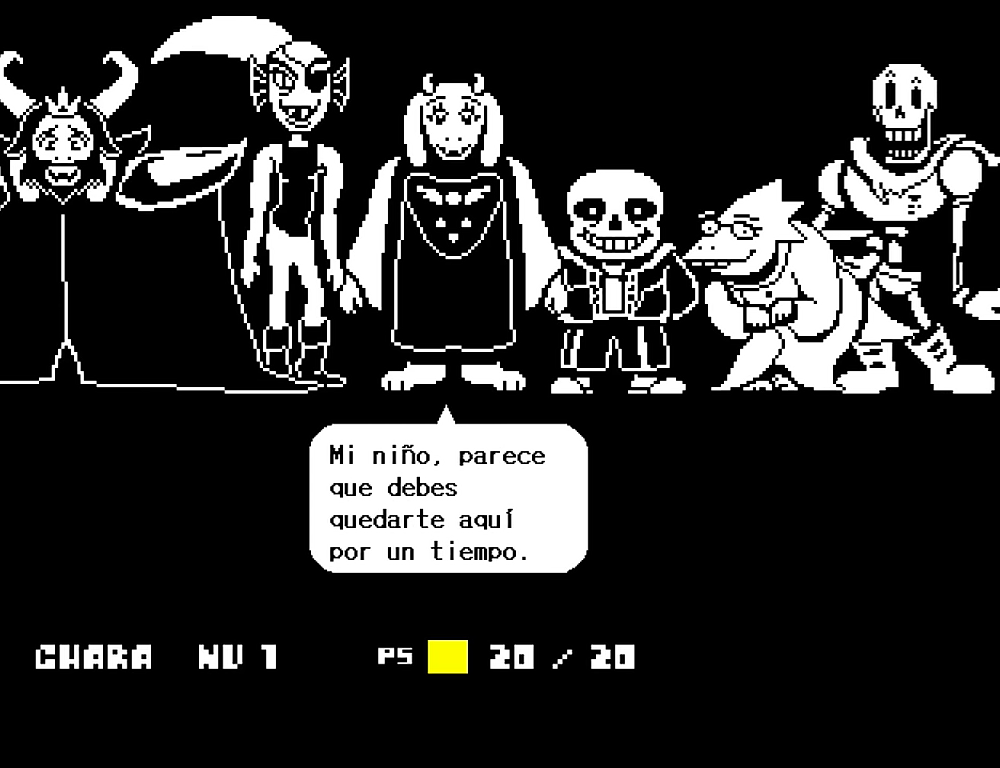 Mi niño, parece
que debes
quedarte aquí
por un tiempo.
CHARA NV 1 PS 20 / 20